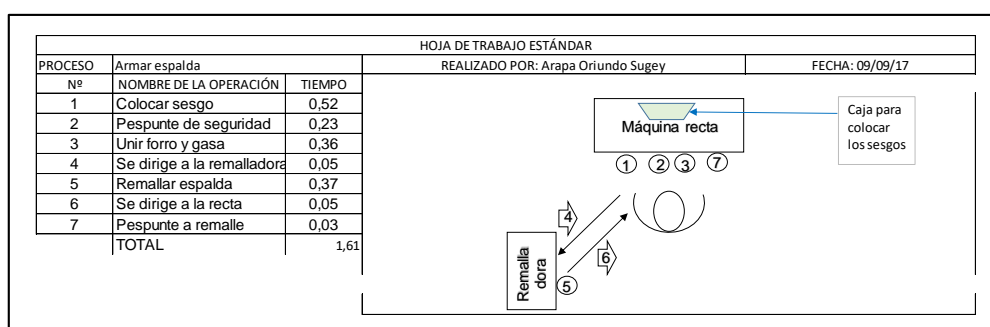 HOJA DE TRABAJO ESTÁNDAR
PROCESO Armar espalda REALIZADO POR: Arapa Oriundo Sugey FECHA: 09/09/17
Nº NOMBRE DE LA OPERACIÓN TIEMPO
1 Colocar sesgo 0,52
2 Pespunte de seguridad 0,23
3 Unir forro y gasa 0,36
4 Se dirige a la remalladora 0,05
5 Remallar espalda 0,37
6 Se dirige a la recta 0,05
7 Pespunte a remalle 0,03
TOTAL 1,61
Máquina recta
Caja para
colocar
los sesgos
1 2 3 7
4
6
Remalla
dora
5